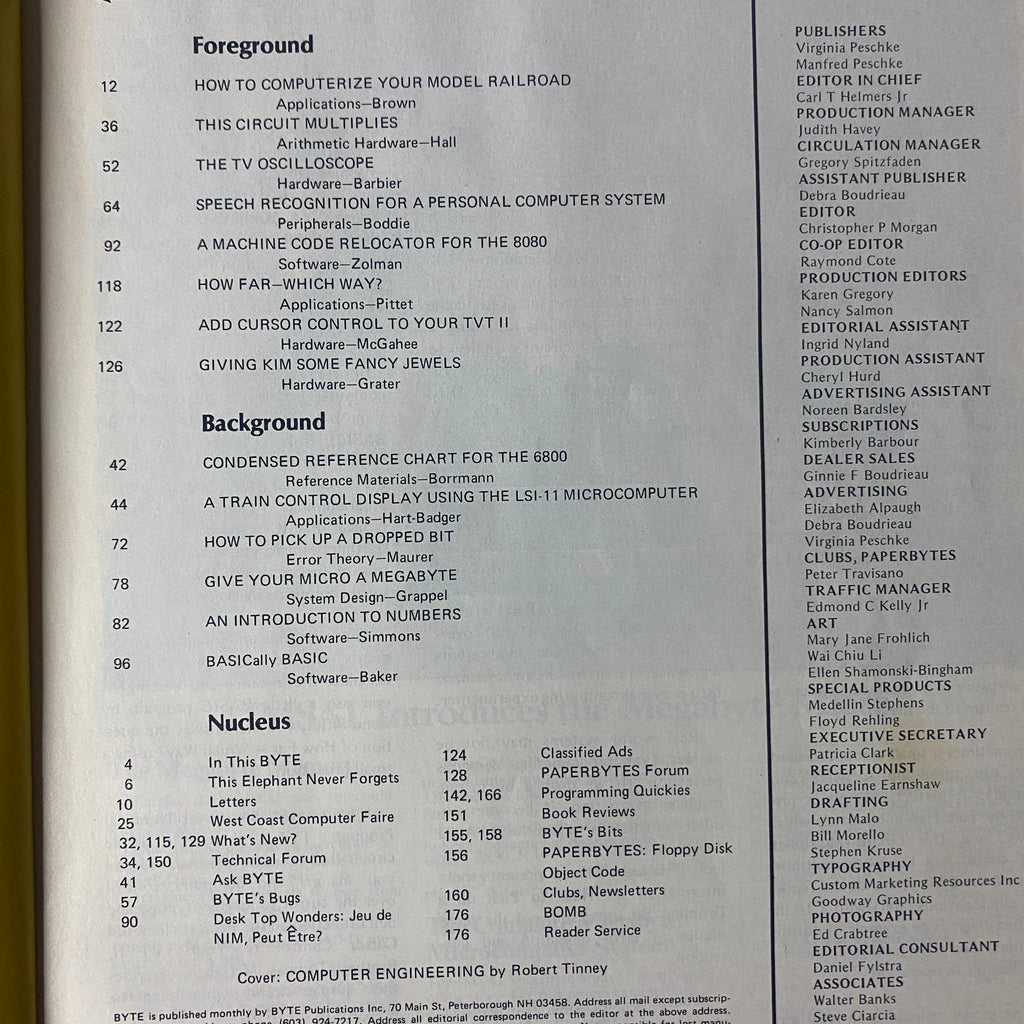 Foreground
12 HOW TO COMPUTERIZE YOUR MODEL RAILROAD
Applications—Brown
36 THIS CIRCUIT MULTIPLIES
Arithmetic Hardware—Hall
52 THE TV OSCILLOSCOPE
Hardware—Barbier
64 SPEECH RECOGNITION FOR A PERSONAL COMPUTER SYSTEM
Peripherals—Boddie
92 A MACHINE CODE RELOCATOR FOR THE 8080
Software—Zolman
118 HOW FAR—WHICH WAY?
Applications—Pittet
122 ADD CURSOR CONTROL TO YOUR TVT II
Hardware—McGahee
126 GIVING KIM SOME FANCY JEWELS
Hardware—Grater
Background
42 CONDENSED REFERENCE CHART FOR THE 6800
Reference Materials—Borrmann
44 A TRAIN CONTROL DISPLAY USING THE LSI-11 MICROCOMPUTER
Applications—Hart-Badger
72 HOW TO PICK UP A DROPPED BIT
Error Theory—Maurer
78 GIVE YOUR MICRO A MEGABYTE
System Design—Grappel
82 AN INTRODUCTION TO NUMBERS
Software—Simmons
96 BASICally BASIC
Software—Baker
Nucleus
4 In This BYTE
6 This Elephant Never Forgets
10 Letters
25 West Coast Computer Faire
32, 115, 129 What's New?
34, 150 Technical Forum
41 Ask BYTE
57 BYTE's Bugs
90 Desk Top Wonders: Jeu de
NIM, Peut Être?
124 Classified Ads
128 PAPERBYTES Forum
142, 166 Programming Quickies
151 Book Reviews
155, 158 BYTE's Bits
156 PAPERBYTES: Floppy Disk
Object Code
160 Clubs, Newsletters
176 BOMB
176 Reader Service
Cover: COMPUTER ENGINEERING by Robert Tinney
BYTE is published monthly by BYTE Publications Inc, 70 Main St, Peterborough NH 03458. Address all mail except subscrip-
phone (603) 924-7217. Address all editorial correspondence to the editor at the above address.
PUBLISHERS
Virginia Peschke
Manfred Peschke
EDITOR IN CHIEF
Carl T Helmers Jr
PRODUCTION MANAGER
Judith Havey
CIRCULATION MANAGER
Gregory Spitzfaden
ASSISTANT PUBLISHER
Debra Boudrieau
EDITOR
Christopher P Morgan
CO-OP EDITOR
Raymond Cote
PRODUCTION EDITORS
Karen Gregory
Nancy Salmon
EDITORIAL ASSISTANT
Ingrid Nyland
PRODUCTION ASSISTANT
Cheryl Hurd
ADVERTISING ASSISTANT
Noreen Bardsley
SUBSCRIPTIONS
Kimberly Barbour
DEALER SALES
Ginnie F Boudrieau
ADVERTISING
Elizabeth Alpaugh
Debra Boudrieau
Virginia Peschke
CLUBS, PAPERBYTES
Peter Travisano
TRAFFIC MANAGER
Edmond C Kelly Jr
ART
Mary Jane Frohlich
Wai Chiu Li
Ellen Shamonski-Bingham
SPECIAL PRODUCTS
Medellin Stephens
Floyd Rehling
EXECUTIVE SECRETARY
Patricia Clark
RECEPTIONIST
Jacqueline Earnshaw
DRAFTING
Lynn Malo
Bill Morello
Stephen Kruse
TYPOGRAPHY
Custom Marketing Resources Inc
Goodway Graphics
PHOTOGRAPHY
Ed Crabtree
EDITORIAL CONSULTANT
Daniel Fylstra
ASSOCIATES
Walter Banks
Steve Ciarcia